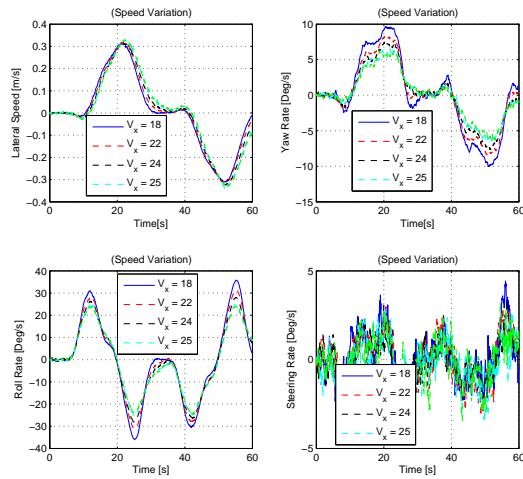 (Speed Variation)
0.4
0.3
0.2
0.1
0
−0.1
−0.2
−0.3
−0.4
0
20
40
60
Lateral Speed [m/s]
Time[s]
V_x = 18
V_x = 22
V_x = 24
V_x = 25
(Speed Variation)
10
5
0
−5
−10
−15
0
20
40
60
Yaw Rate [Deg/s]
Time[s]
V_x = 18
V_x = 22
V_x = 24
V_x = 25
(Speed Variation)
40
30
20
10
0
−10
−20
−30
−40
0
20
40
60
Roll Rate [Deg/s]
Time [s]
V_x = 18
V_x = 22
V_x = 24
V_x = 25
(Speed Variation)
5
0
−5
0
20
40
60
Steering Rate [Deg/s]
Time [s]
V_x = 18
V_x = 22
V_x = 24
V_x = 25